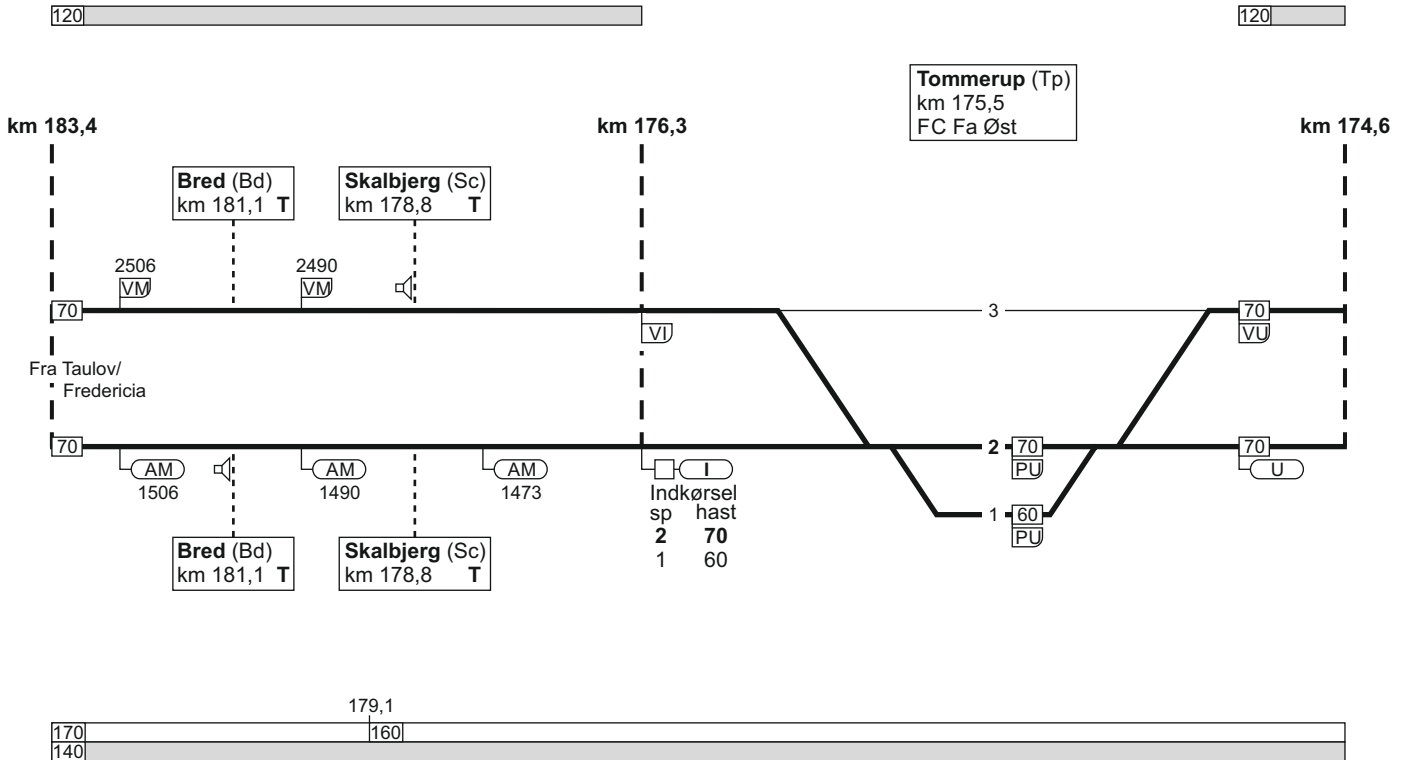 120
120
Tommerup (Tp)
km 175,5
FC Fa Øst
km 183,4
km 176,3
km 174,6
Bred (Bd)
km 181,1 T
Skalbjerg (Sc)
km 178,8 T
2506
VM
2490
VM
70
3
70
VI
VU
Fra Taulov/
Fredericia
70
2
70
70
AM
1506
AM
1490
AM
1473
I
PU
U
Indkørsel
sp hast
2 70
1 60
1
60
PU
Bred (Bd)
km 181,1 T
Skalbjerg (Sc)
km 178,8 T
179,1
170
160
140